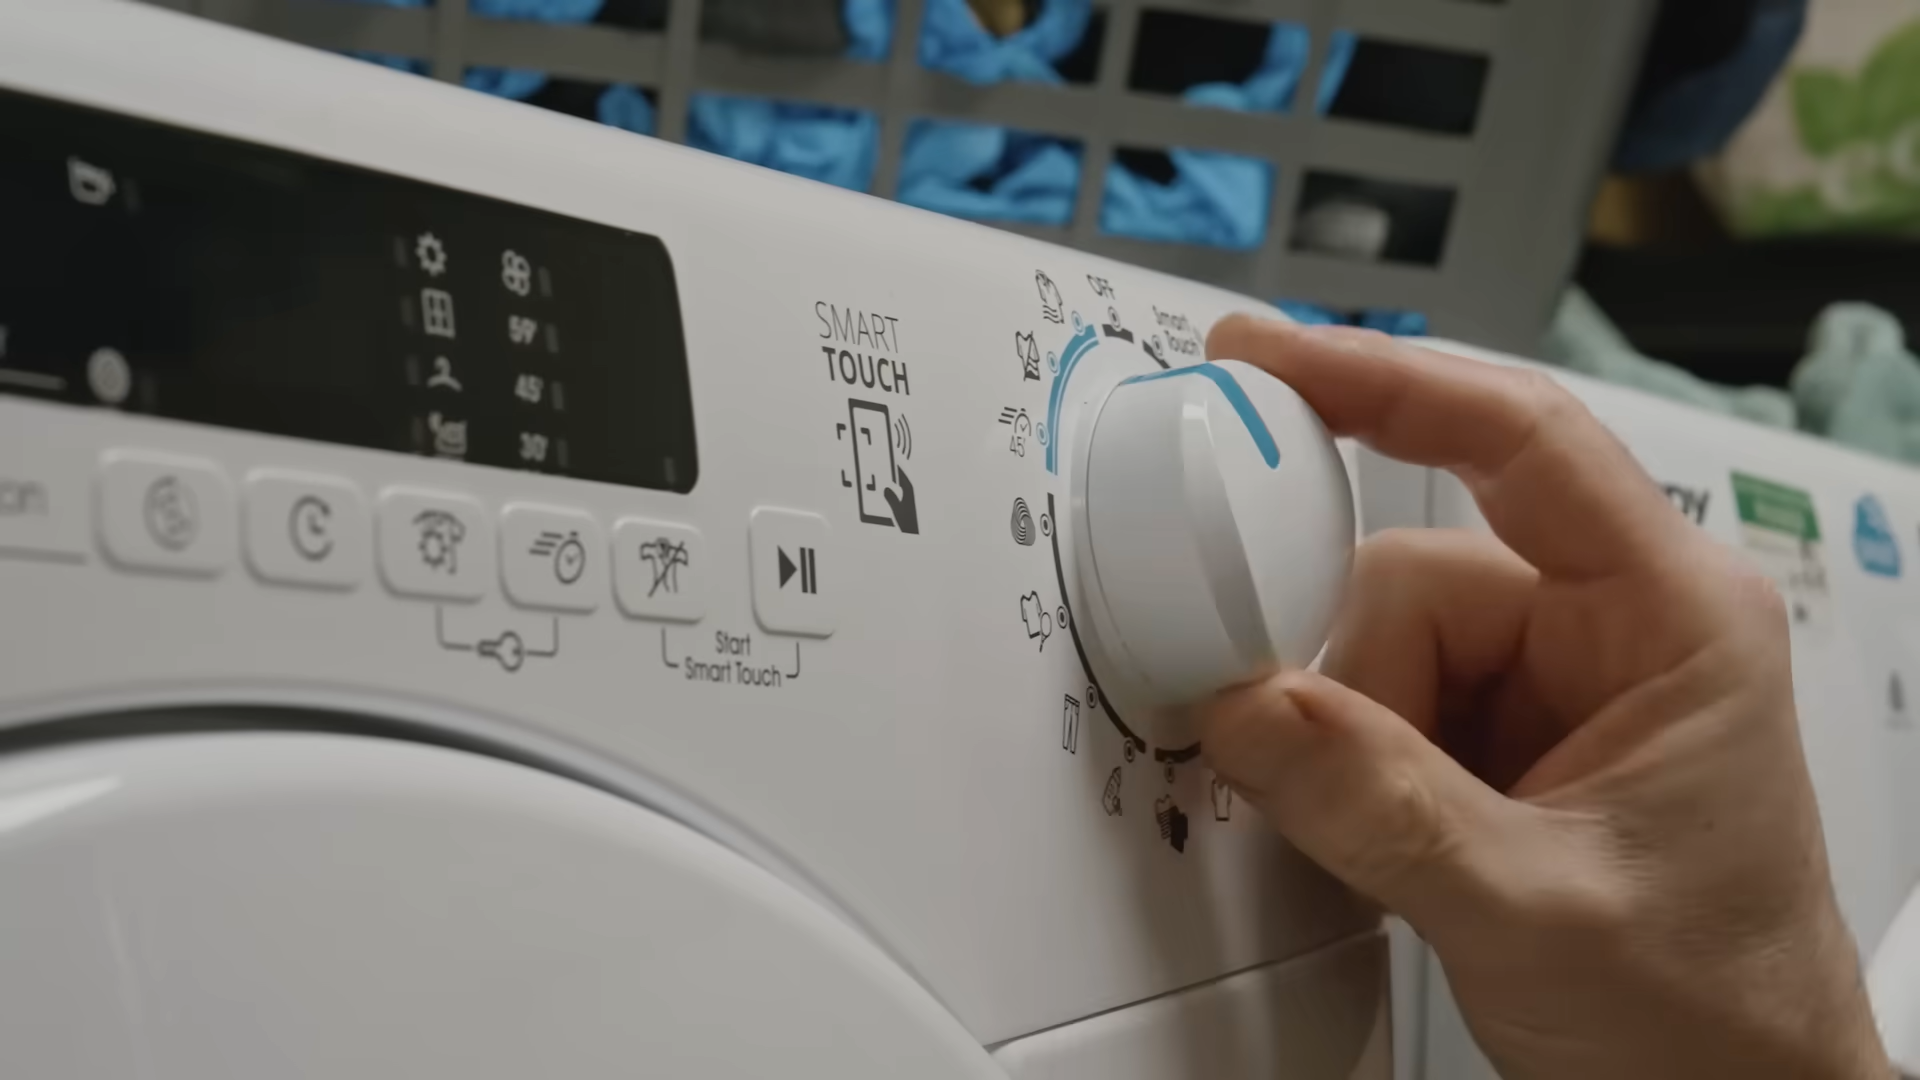 59'
45'
30'
SMART
TOUCH
OFF
Smart
Touch
45'
Start
Smart Touch